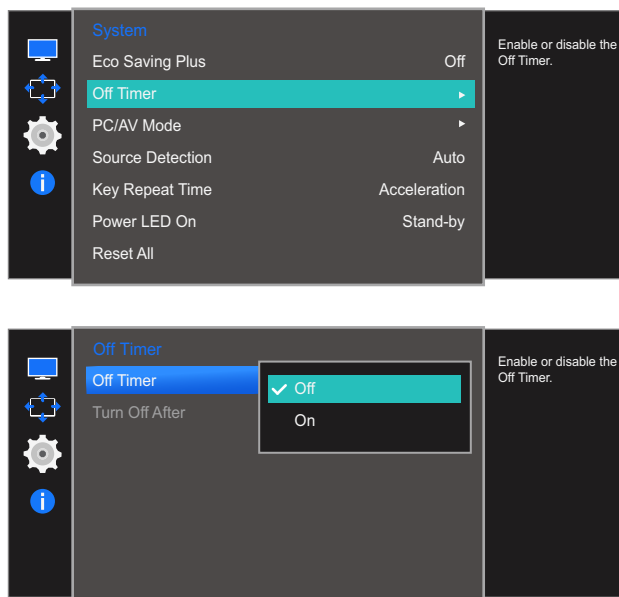 System
Eco Saving Plus Off
Off Timer
PC/AV Mode
Source Detection Auto
Key Repeat Time Acceleration
Power LED On Stand-by
Reset All
Enable or disable the
Off Timer.
Off Timer
Off Timer
Off
Turn Off After
On
Enable or disable the
Off Timer.